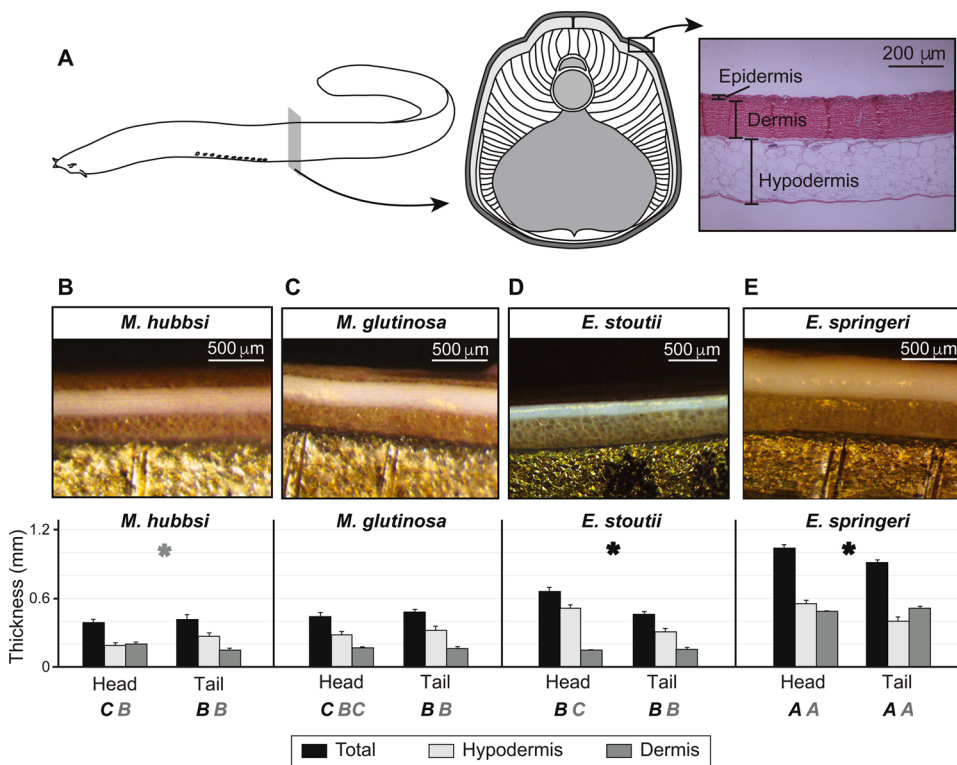 A
200 μm
Epidermis
Dermis
Hypodermis
B C D E
M. hubbsi M. glutinosa E. stoutii E. springeri
500 μm 500 μm 500 μm 500 μm
M. hubbsi M. glutinosa E. stoutii E. springeri
Thickness (mm)
1.2
* * *
0.6
0
Head Tail Head Tail Head Tail Head Tail
C B B B C BC B B B C B B A A A A
Total Hypodermis Dermis